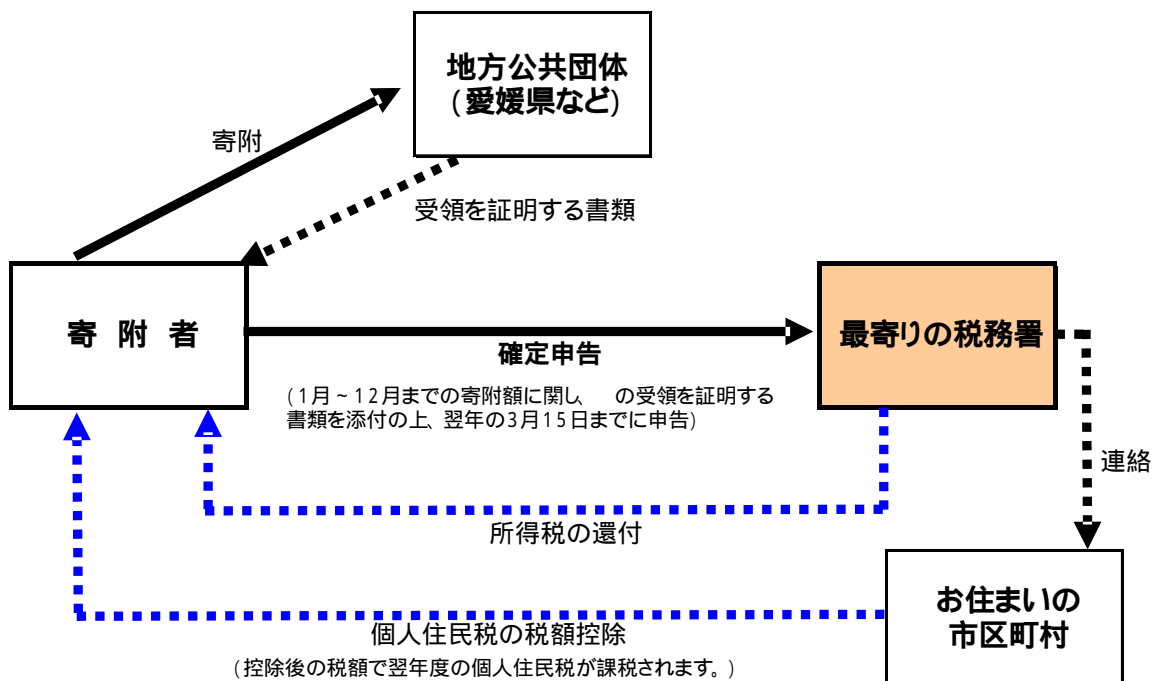 地方公共団体
(愛媛県など)
寄附
受領を証明する書類
寄 附 者
最寄りの税務署
確定申告
(1月~12月までの寄附額に関し、 の受領を証明する
書類を添付の上、翌年の3月15日までに申告)
連絡
所得税の還付
お住まいの
市区町村
個人住民税の税額控除
(控除後の税額で翌年度の個人住民税が課税されます。)